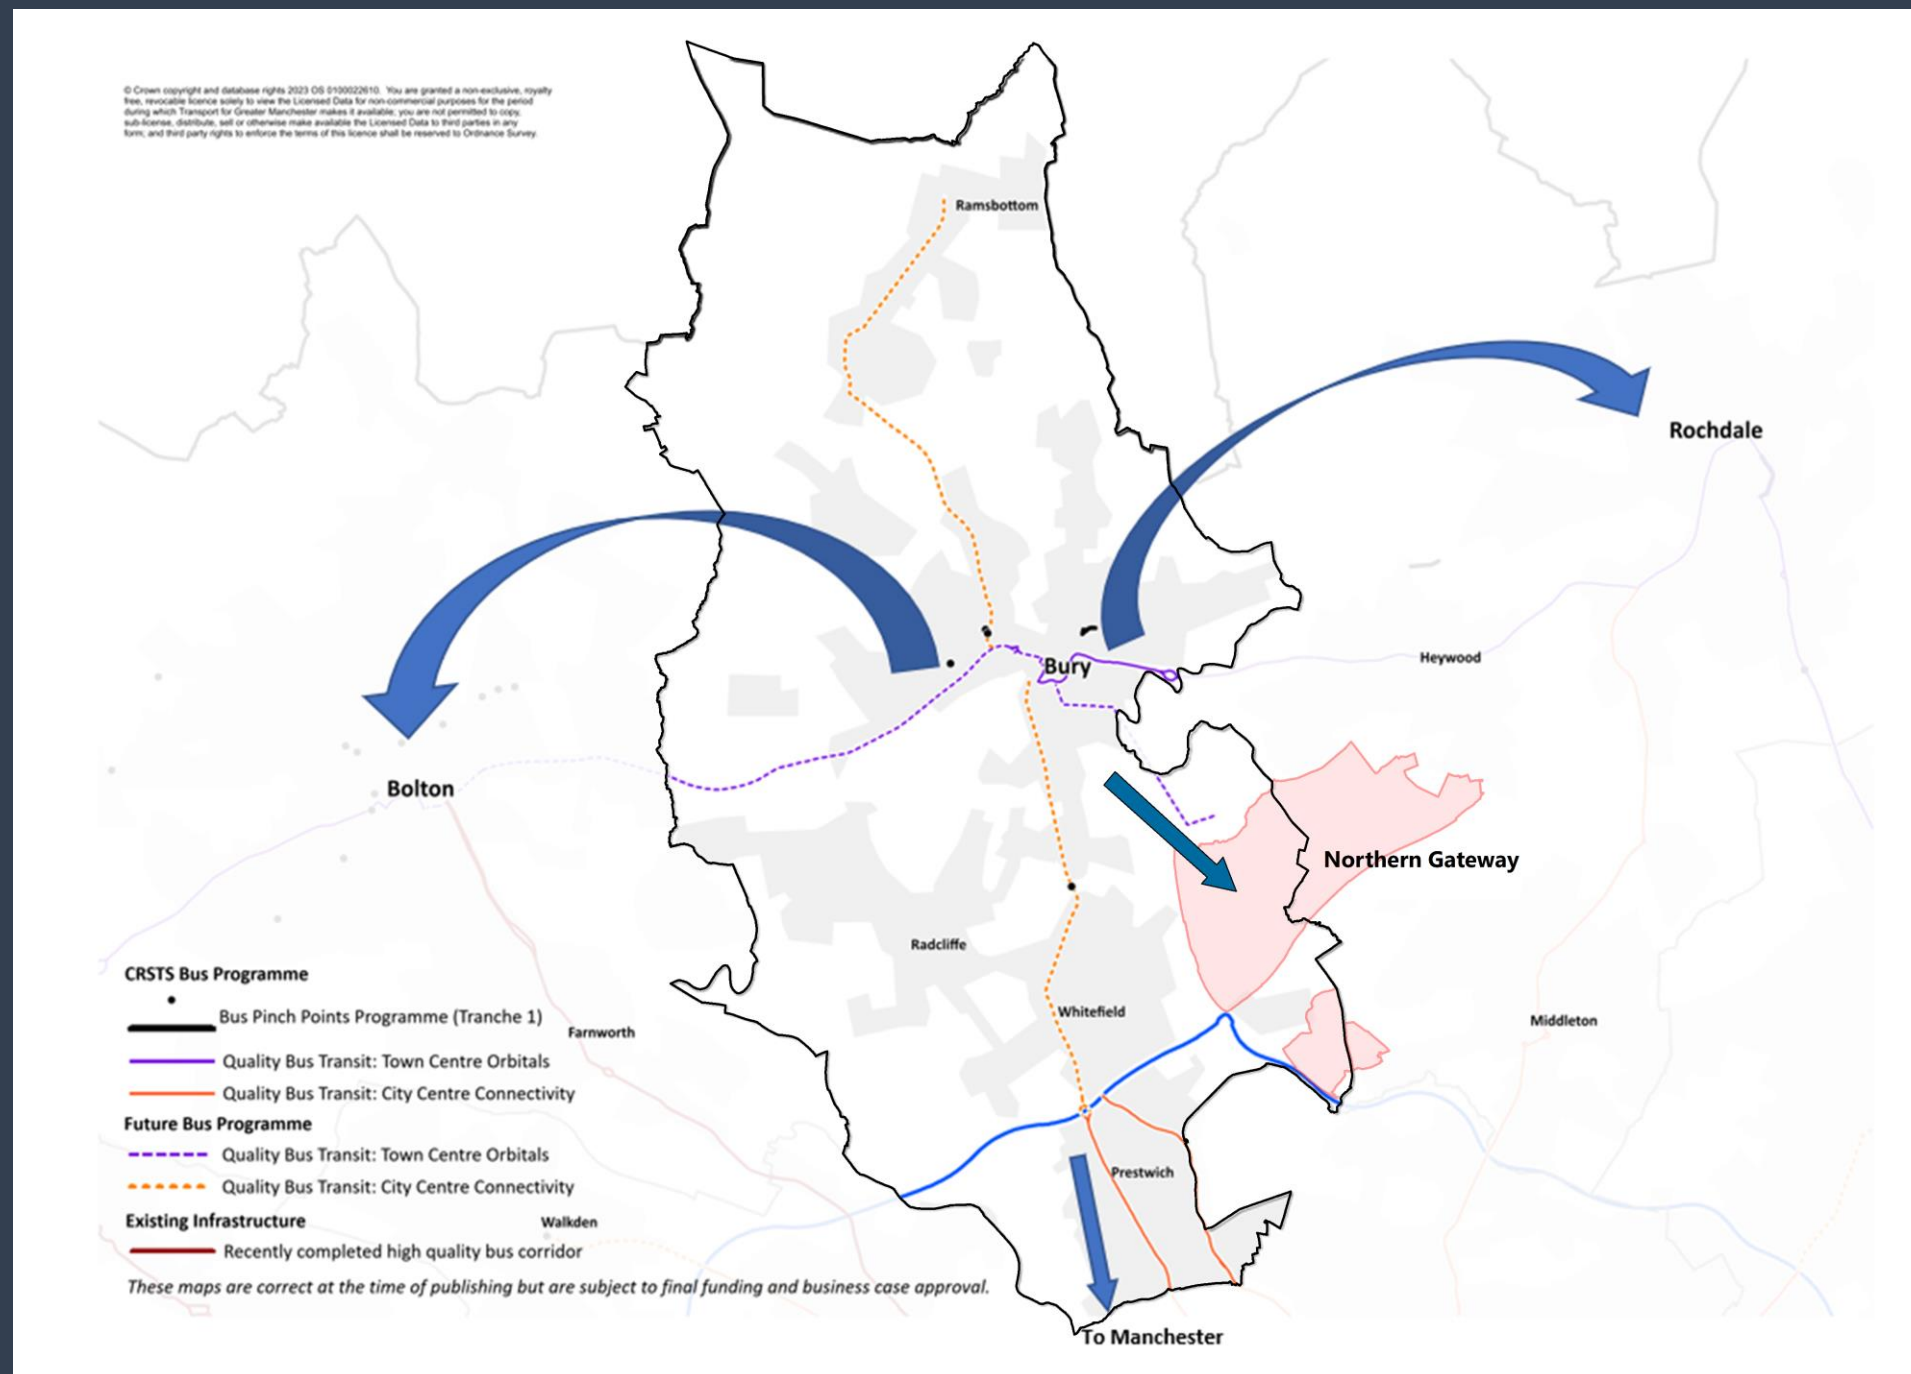 © Crown copyright and database rights 2023 OS 0100022610. You are granted a non-exclusive, royalty
free, revocable licence solely to view the Licensed Data for non-commercial purposes for the period
during which Transport for Greater Manchester makes it available; you are not permitted to copy,
sub-license, distribute, sell or otherwise make available the Licensed Data to third parties in any
form; and third party rights to enforce the terms of this licence shall be reserved to Ordnance Survey.
Ramsbottom
Rochdale
Heywood
Bury
Bolton
Northern Gateway
Radcliffe
Whitefield
Middleton
Farnworth
Prestwich
Walkden
To Manchester
CRSTS Bus Programme
Bus Pinch Points Programme (Tranche 1)
Quality Bus Transit: Town Centre Orbitals
Quality Bus Transit: City Centre Connectivity
Future Bus Programme
Quality Bus Transit: Town Centre Orbitals
Quality Bus Transit: City Centre Connectivity
Existing Infrastructure
Recently completed high quality bus corridor
These maps are correct at the time of publishing but are subject to final funding and business case approval.